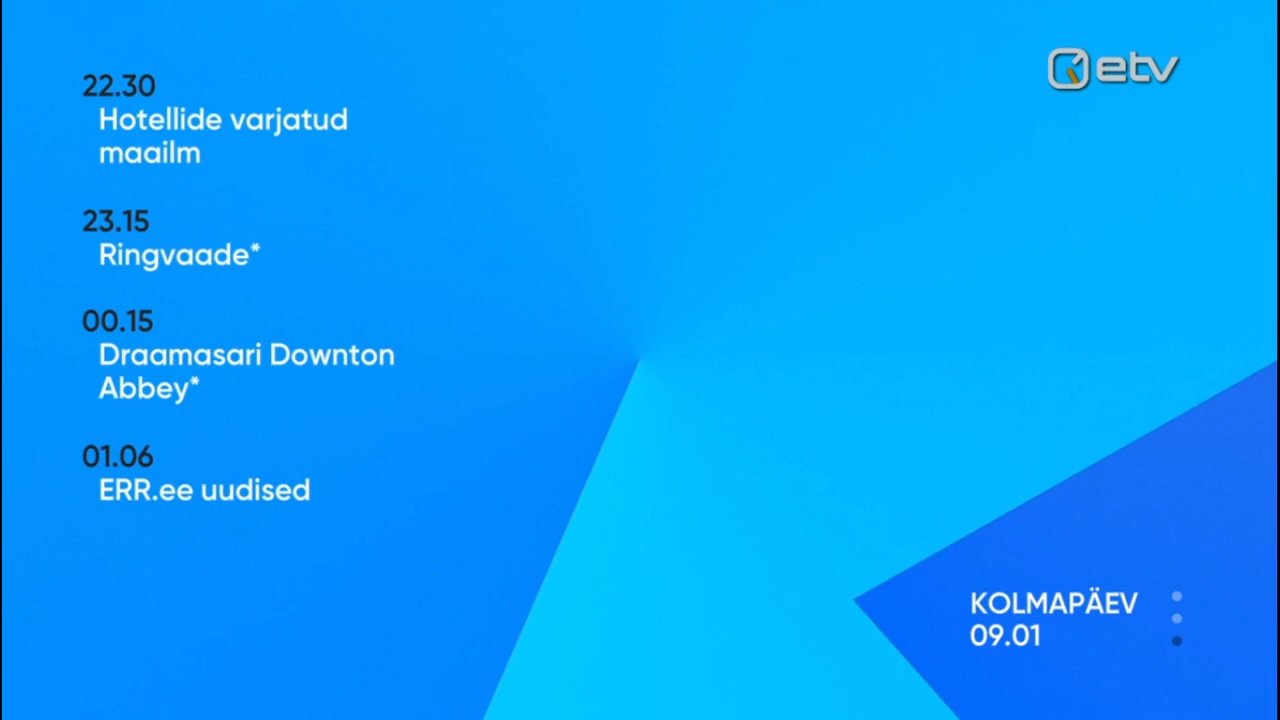 22.30
Hotellide varjatud
maailm
23.15
Ringvaade*
00.15
Draamasari Downton
Abbey*
01.06
ERR.ee uudised
etv
KOLMAPÄEV
09.01